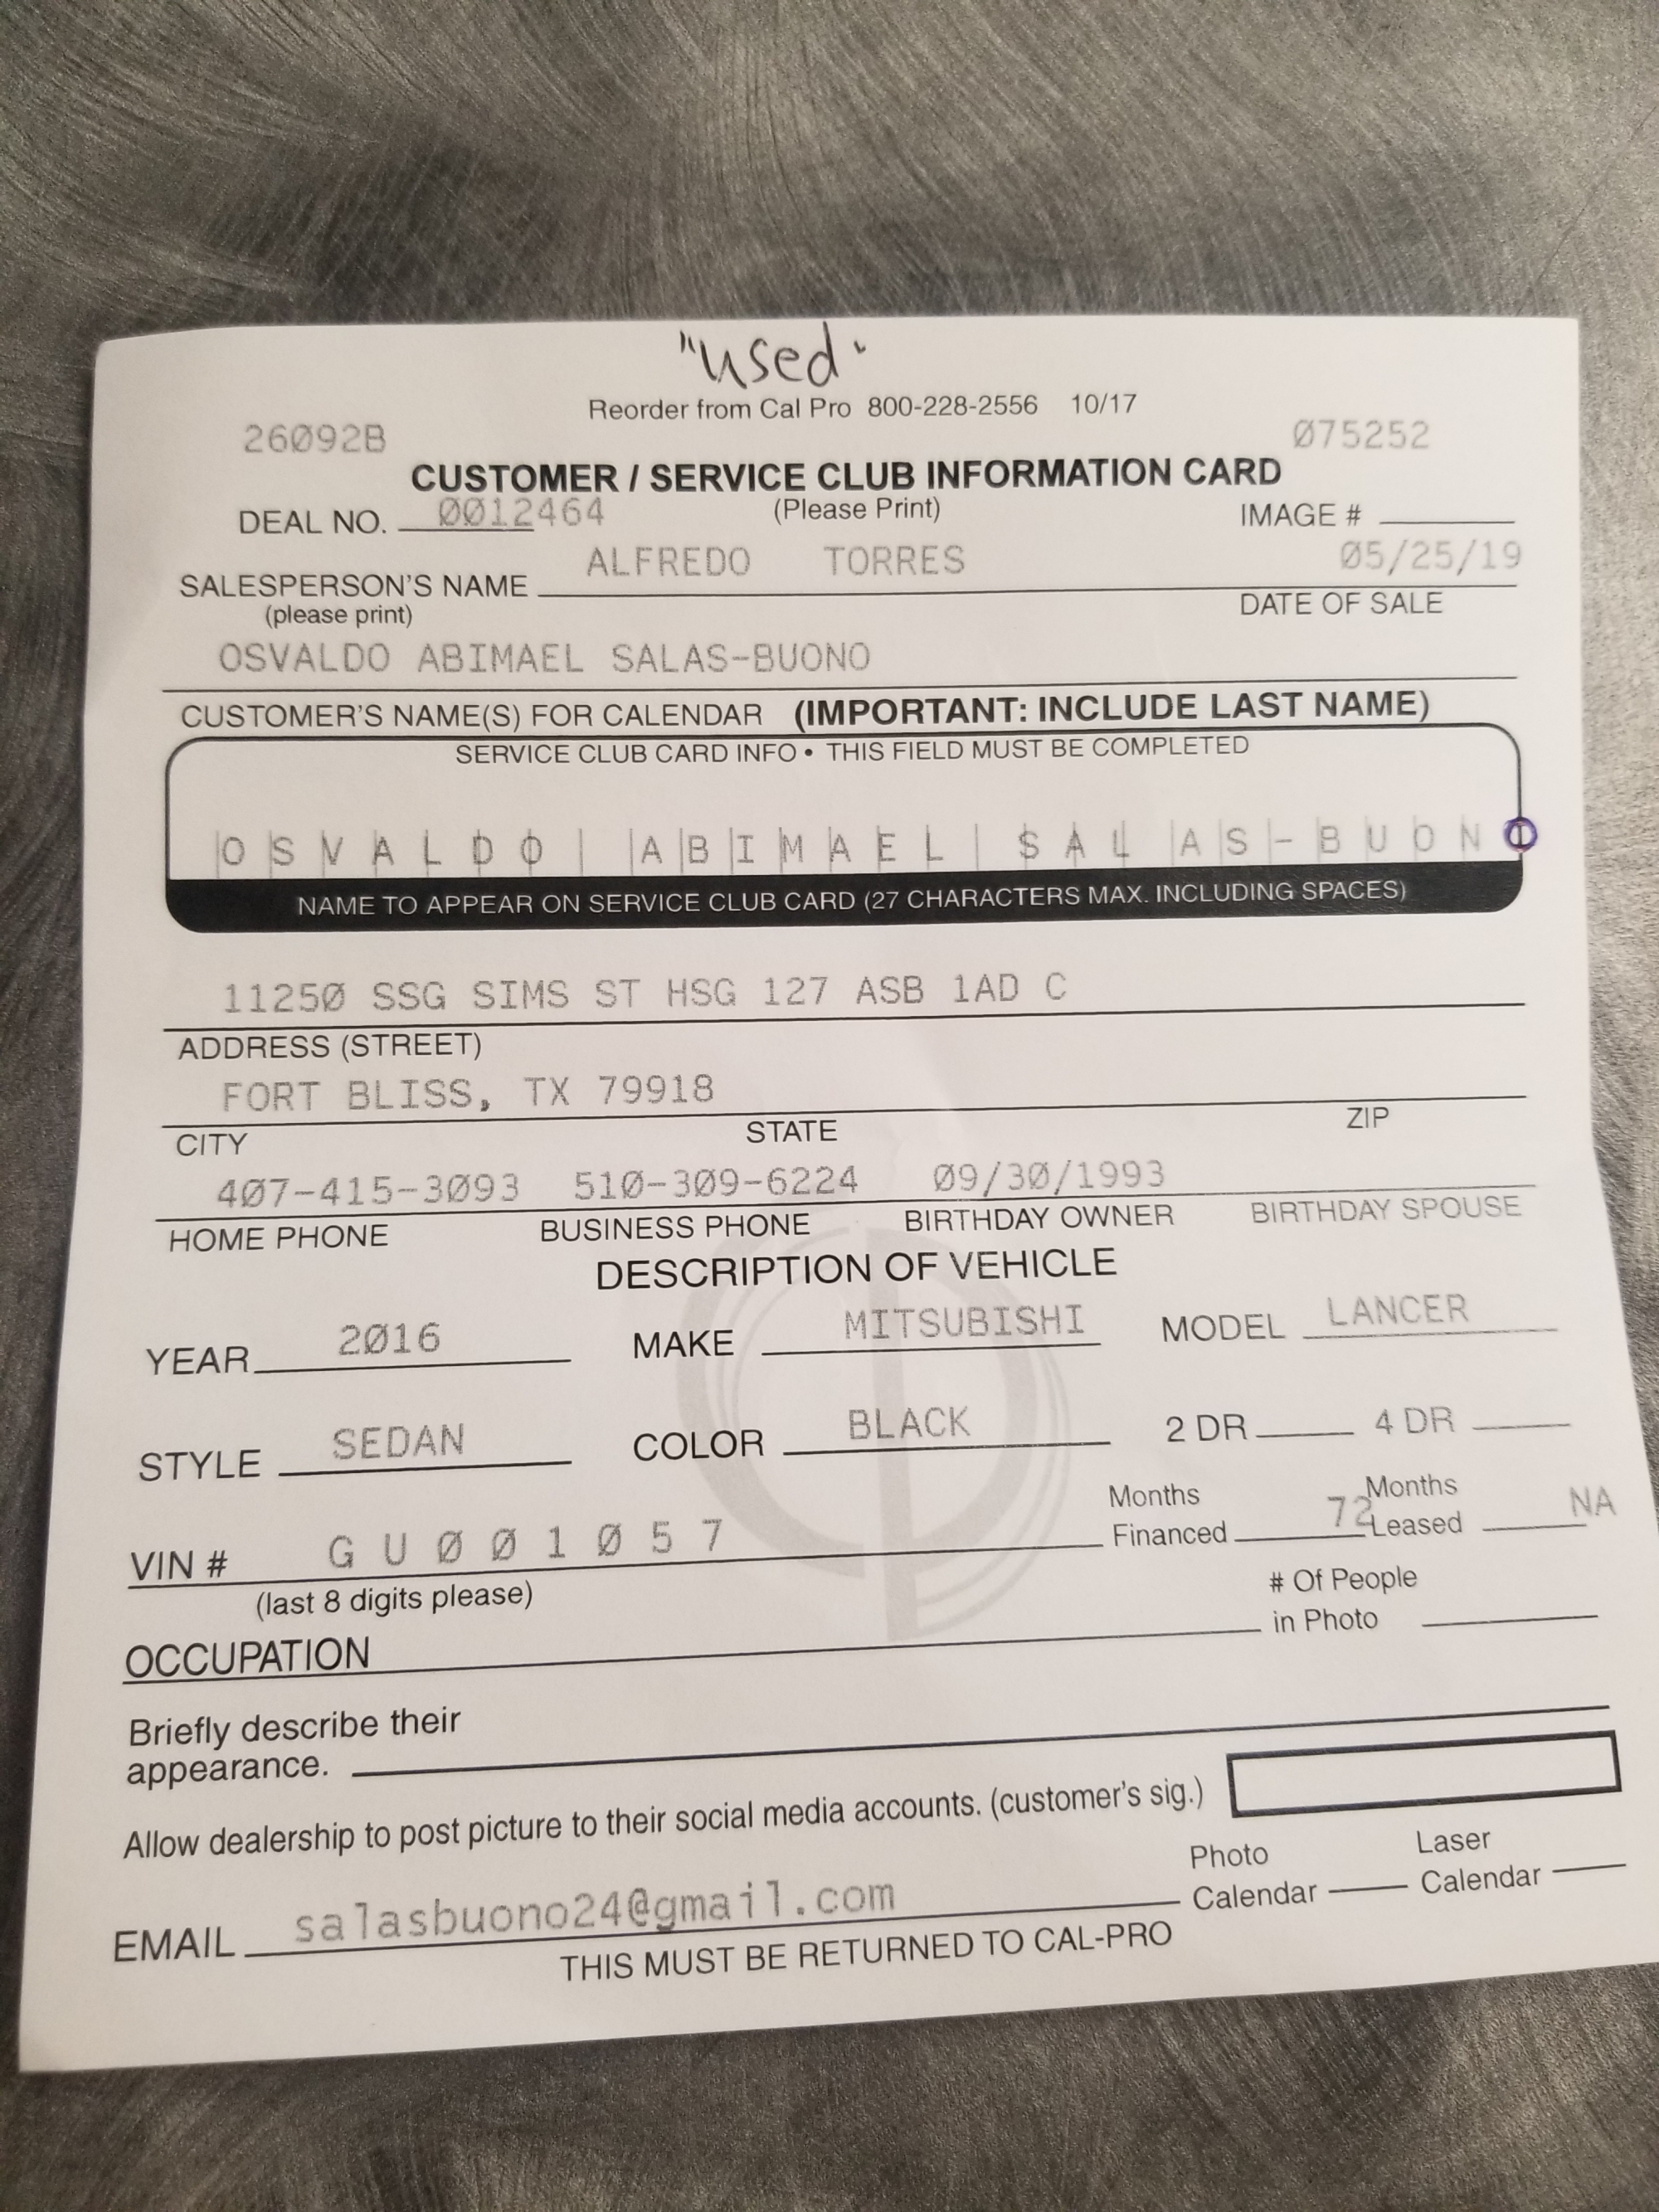 "used"
Reorder from Cal Pro 800-228-2556 10/17
26092B 075252
CUSTOMER / SERVICE CLUB INFORMATION CARD
DEAL NO. 0012464 (Please Print) IMAGE #
ALFREDO TORRES 05/25/19
SALESPERSON'S NAME DATE OF SALE
(please print)
OSVALDO ABIMAEL SALAS-BUONO
CUSTOMER'S NAME(S) FOR CALENDAR (IMPORTANT: INCLUDE LAST NAME)
SERVICE CLUB CARD INFO • THIS FIELD MUST BE COMPLETED
OSVALDO ABIMAEL SALAS-BUONO
NAME TO APPEAR ON SERVICE CLUB CARD (27 CHARACTERS MAX. INCLUDING SPACES)
11250 SSG SIMS ST HSG 127 ASB 1AD C
ADDRESS (STREET)
FORT BLISS, TX 79918
CITY STATE ZIP
407-415-3093 510-309-6224 09/30/1993
HOME PHONE BUSINESS PHONE BIRTHDAY OWNER BIRTHDAY SPOUSE
DESCRIPTION OF VEHICLE
YEAR 2016 MAKE MITSUBISHI MODEL LANCER
STYLE SEDAN COLOR BLACK 2 DR 4 DR
Months Financed 72 Months Leased NA
VIN # GU001057
(last 8 digits please)
# Of People in Photo
OCCUPATION
Briefly describe their
appearance.
Allow dealership to post picture to their social media accounts. (customer's sig.)
Photo Calendar Laser Calendar
EMAIL salasbuono24@gmail.com
THIS MUST BE RETURNED TO CAL-PRO